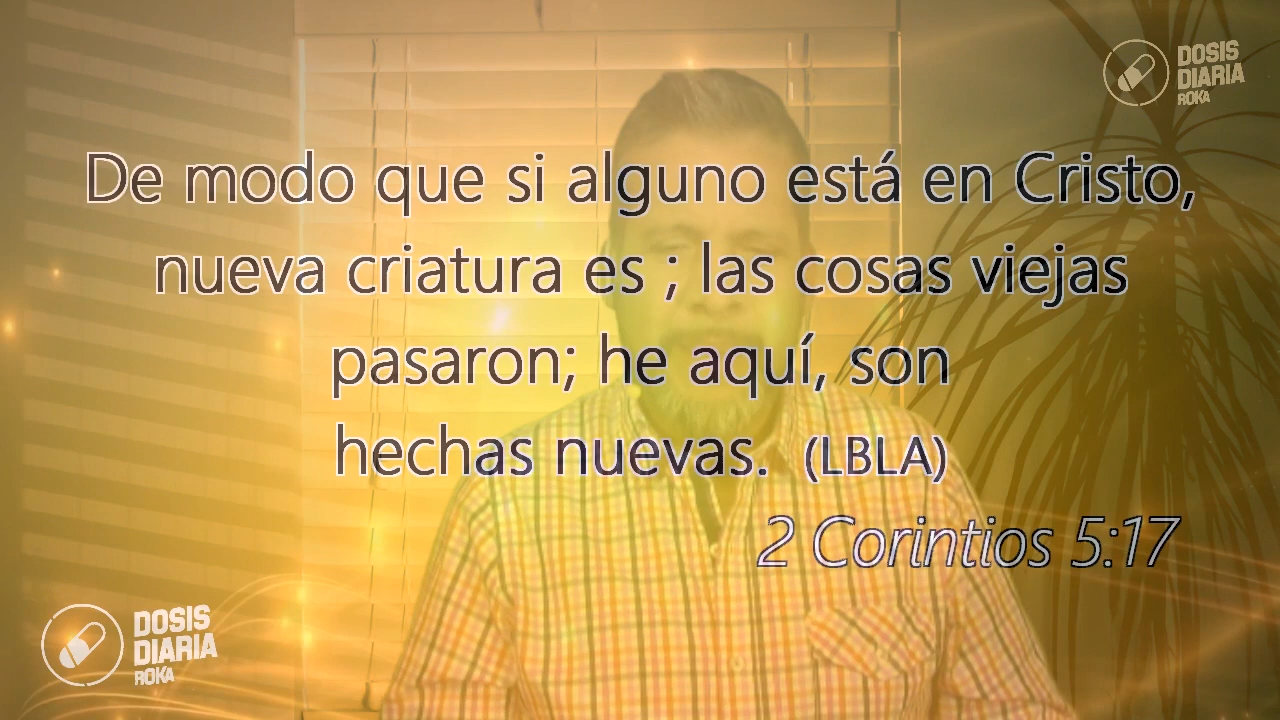 DOSIS
DIARIA
ROKA
De modo que si alguno está en Cristo,
nueva criatura es ; las cosas viejas
pasaron; he aquí, son
hechas nuevas. (LBLA)
2 Corintios 5:17
DOSIS
DIARIA
ROKA